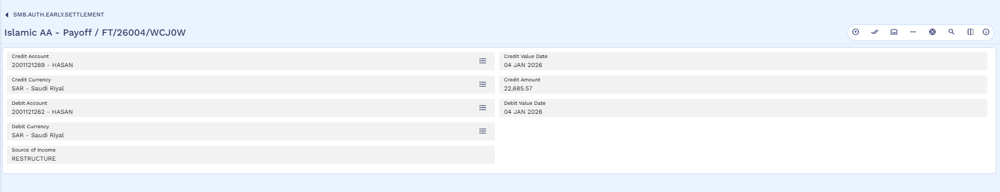 SMB.AUTH.EARLY.SETTLEMENT
Islamic AA - Payoff / FT/26004/WCJ0W
Credit Account
2001121289 - HASAN
Credit Value Date
04 JAN 2026
Credit Currency
SAR - Saudi Riyal
Credit Amount
22,685.57
Debit Account
2001121262 - HASAN
Debit Value Date
04 JAN 2026
Debit Currency
SAR - Saudi Riyal
Source of Income
RESTRUCTURE